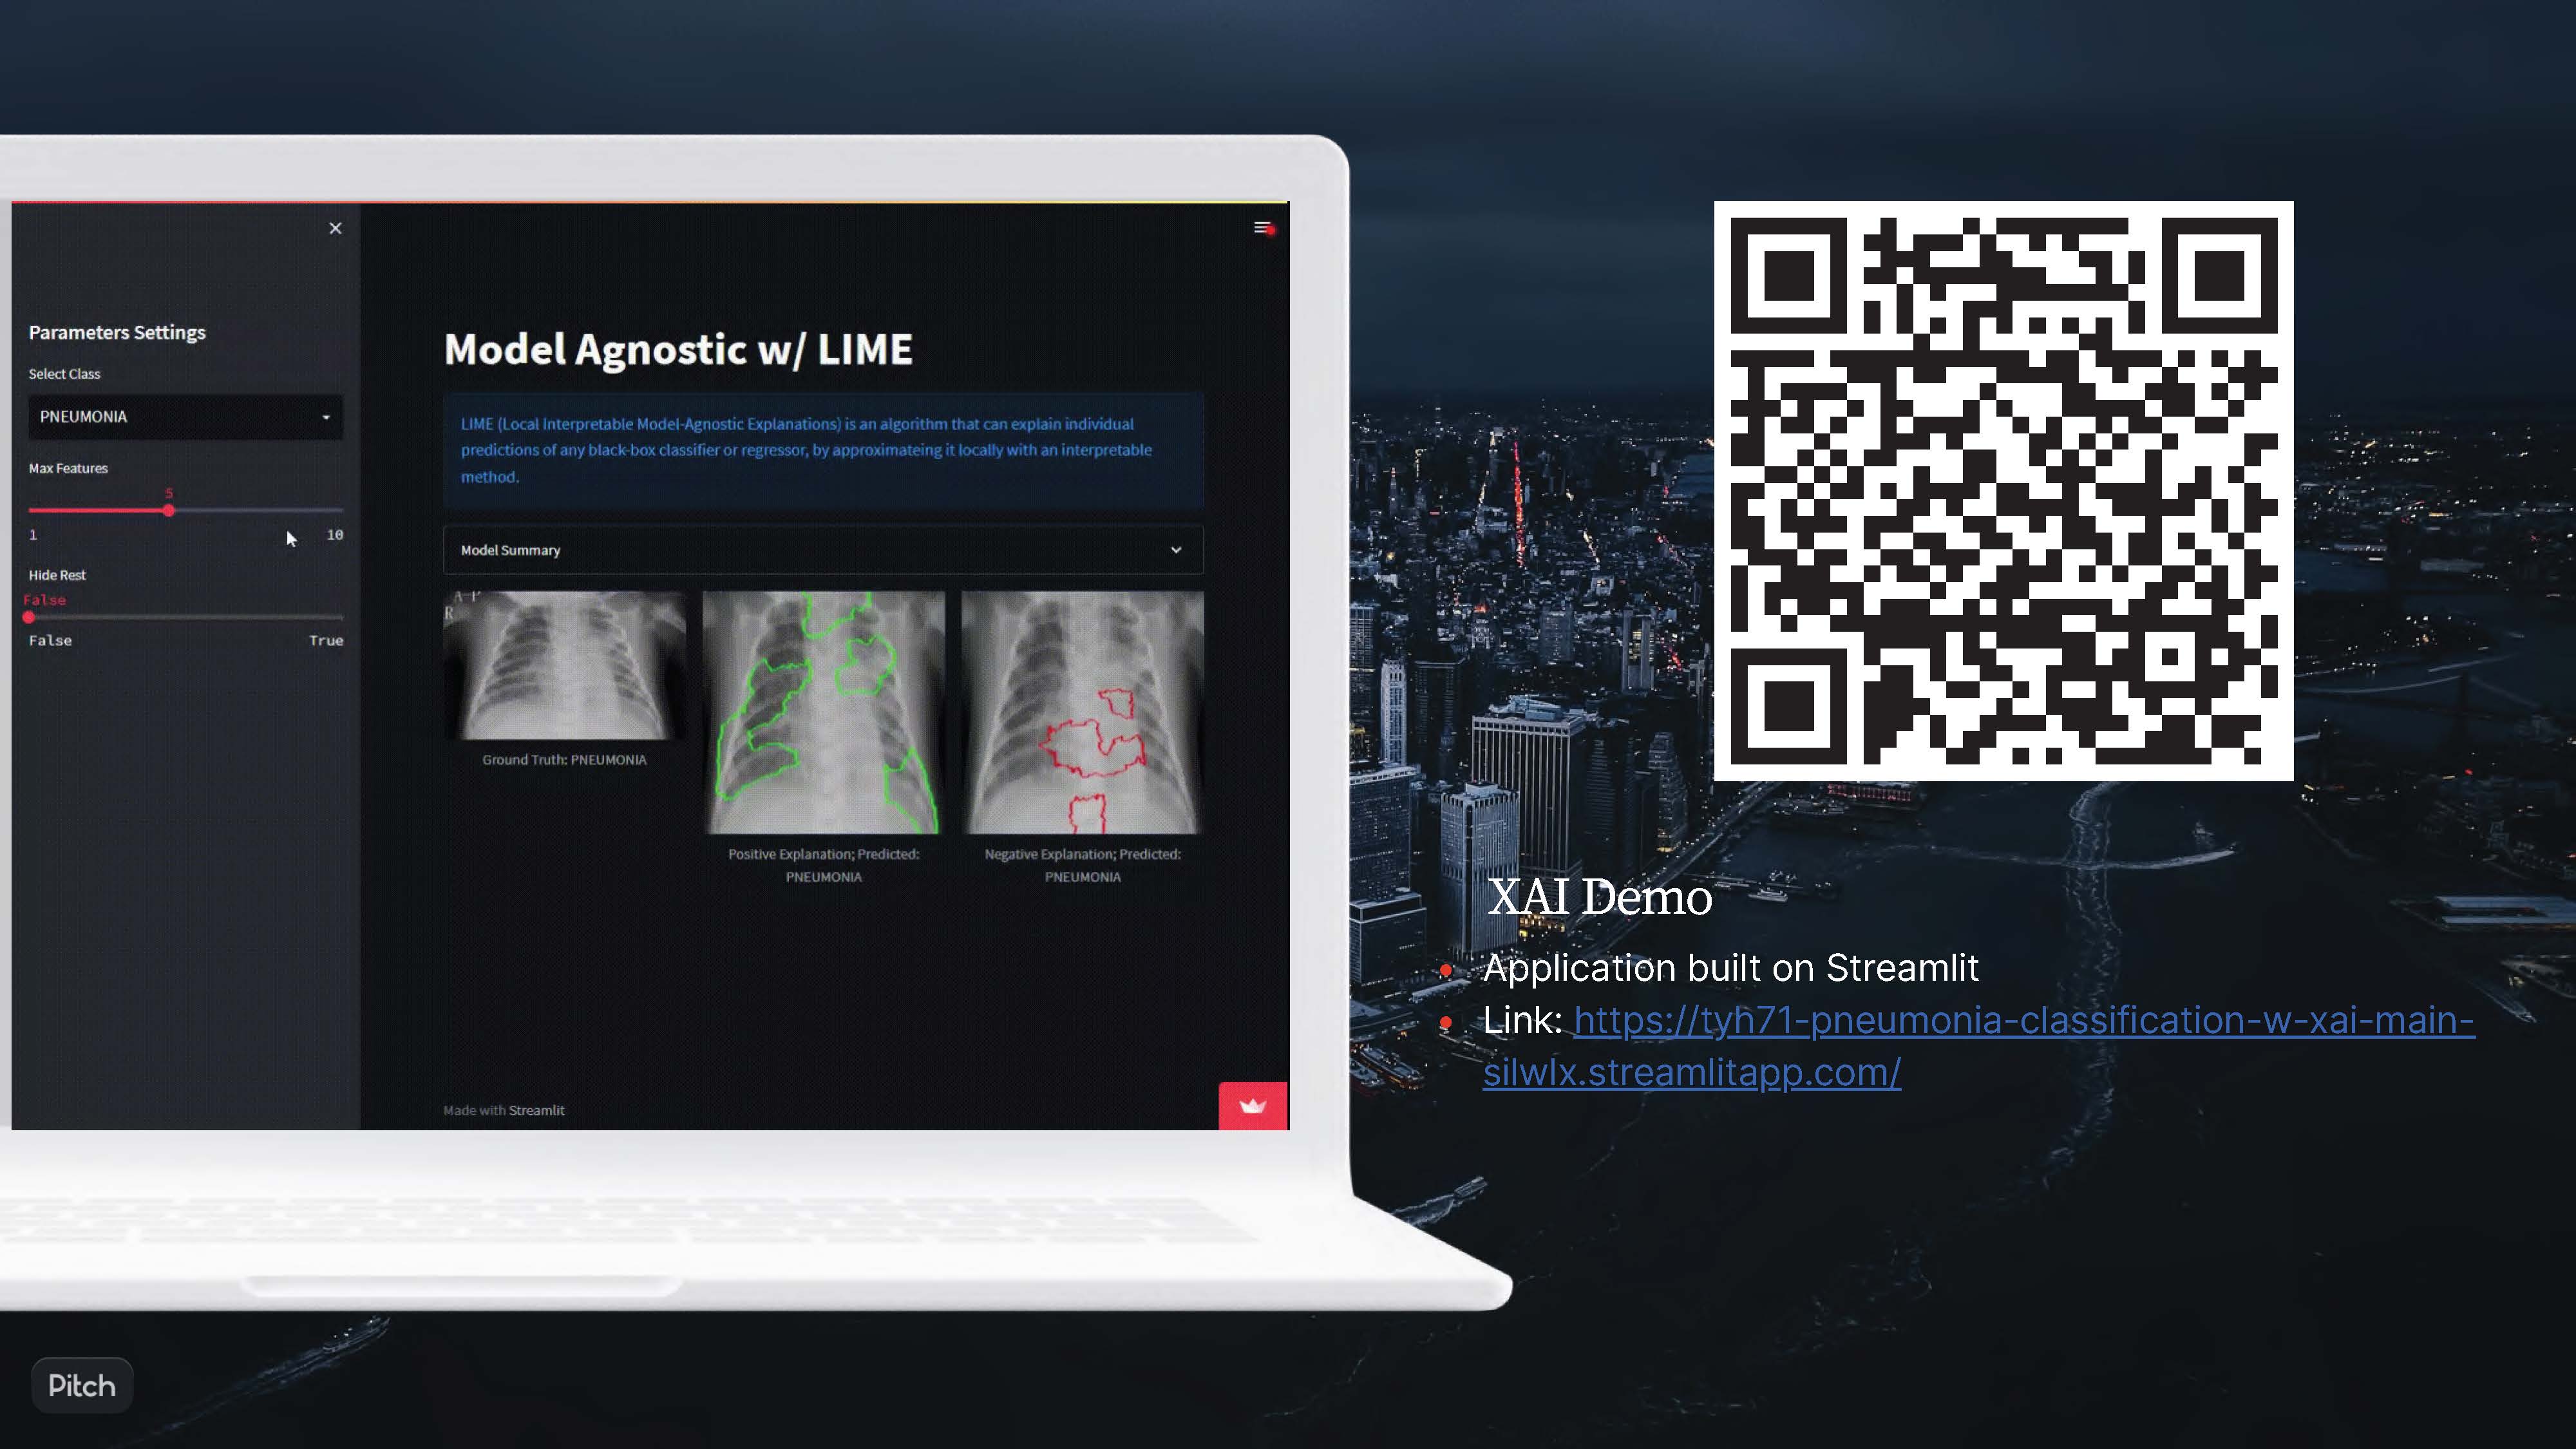 Parameters Settings
Select Class
PNEUMONIA
Max Features
5
1 10
Hide Rest
False
False True
Model Agnostic w/ LIME
LIME (Local Interpretable Model-Agnostic Explanations) is an algorithm that can explain individual
predictions of any black-box classifier or regressor, by approximateing it locally with an interpretable
method.
Model Summary
R
Ground Truth: PNEUMONIA
Positive Explanation; Predicted:
PNEUMONIA
Negative Explanation; Predicted:
PNEUMONIA
Made with Streamlit
XAI Demo
Application built on Streamlit
Link: https://tyh71-pneumonia-classification-w-xai-main-
silwlx.streamlitapp.com/
Pitch